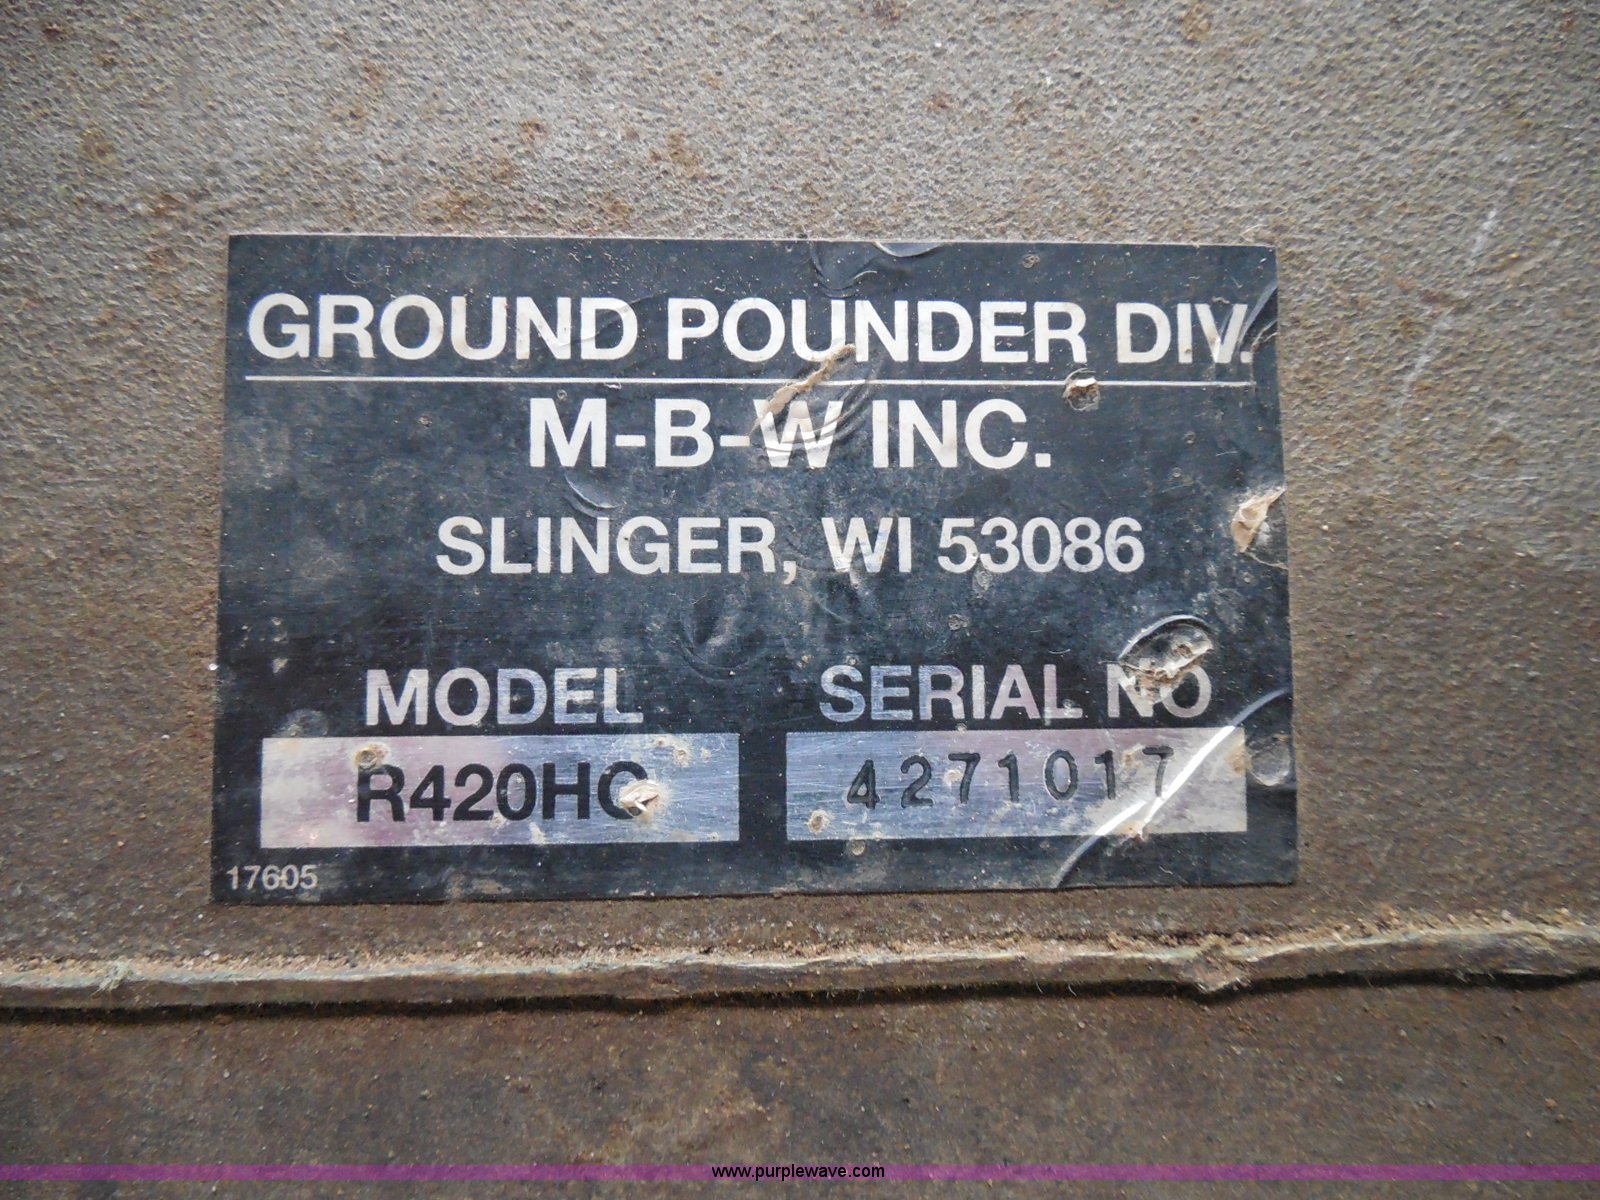 GROUND POUNDER DIV.
M-B-W INC.
SLINGER, WI 53086
MODEL SERIAL NO
R420HC 4271017
17605
www.purplewave.com